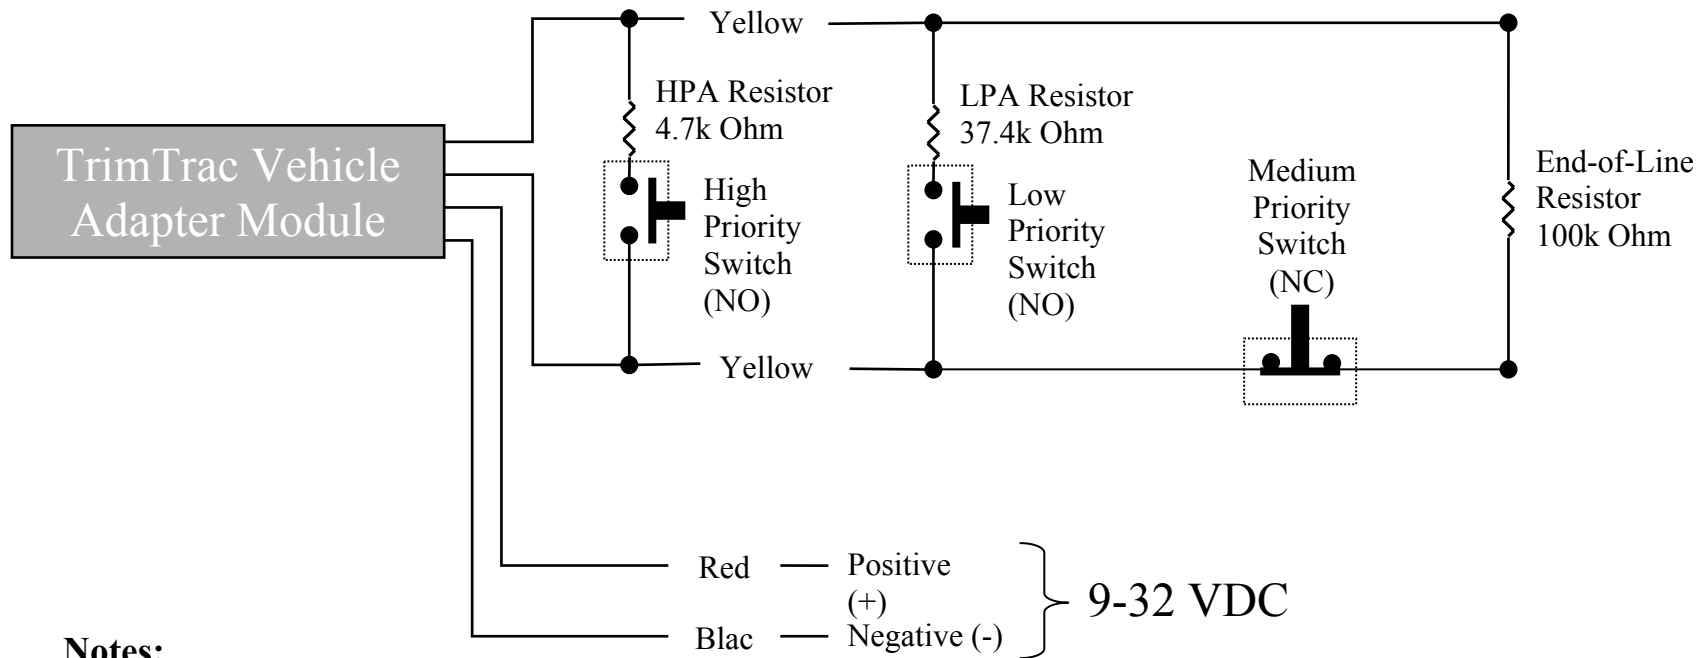 Yellow
HPA Resistor
4.7k Ohm
LPA Resistor
37.4k Ohm
TrimTrac Vehicle
Adapter Module
High
Priority
Switch
(NO)
Low
Priority
Switch
(NO)
Medium
Priority
Switch
(NC)
End-of-Line
Resistor
100k Ohm
Yellow
Red
Positive
(+)
9-32 VDC
Blac
Negative (-)
Notes: